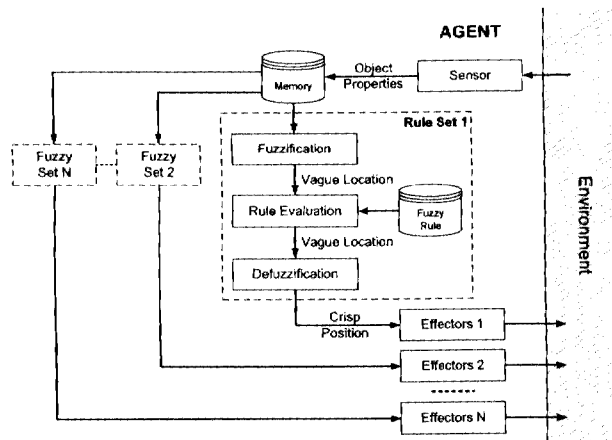 AGENT
Object
Properties
Sensor
Memory
Rule Set 1
Fuzzy
Set N
Fuzzy
Set 2
Fuzzification
Vague Location
Rule Evaluation
Fuzzy
Rule
Vague Location
Defuzzification
Environment
Crisp
Position
Effectors 1
Effectors 2
Effectors N